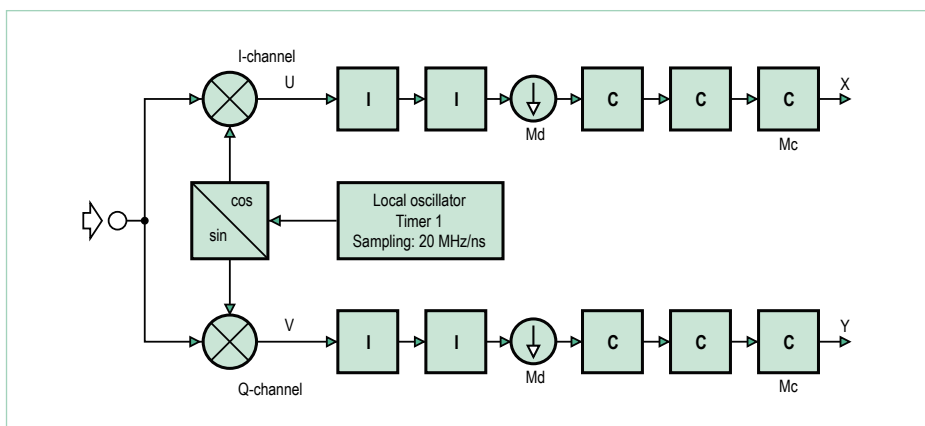 I-channel
U
I
I
Md
C
C
C
Mc
X
cos
sin
Local oscillator
Timer 1
Sampling: 20 MHz/ns
V
I
I
Md
C
C
C
Mc
Y
Q-channel